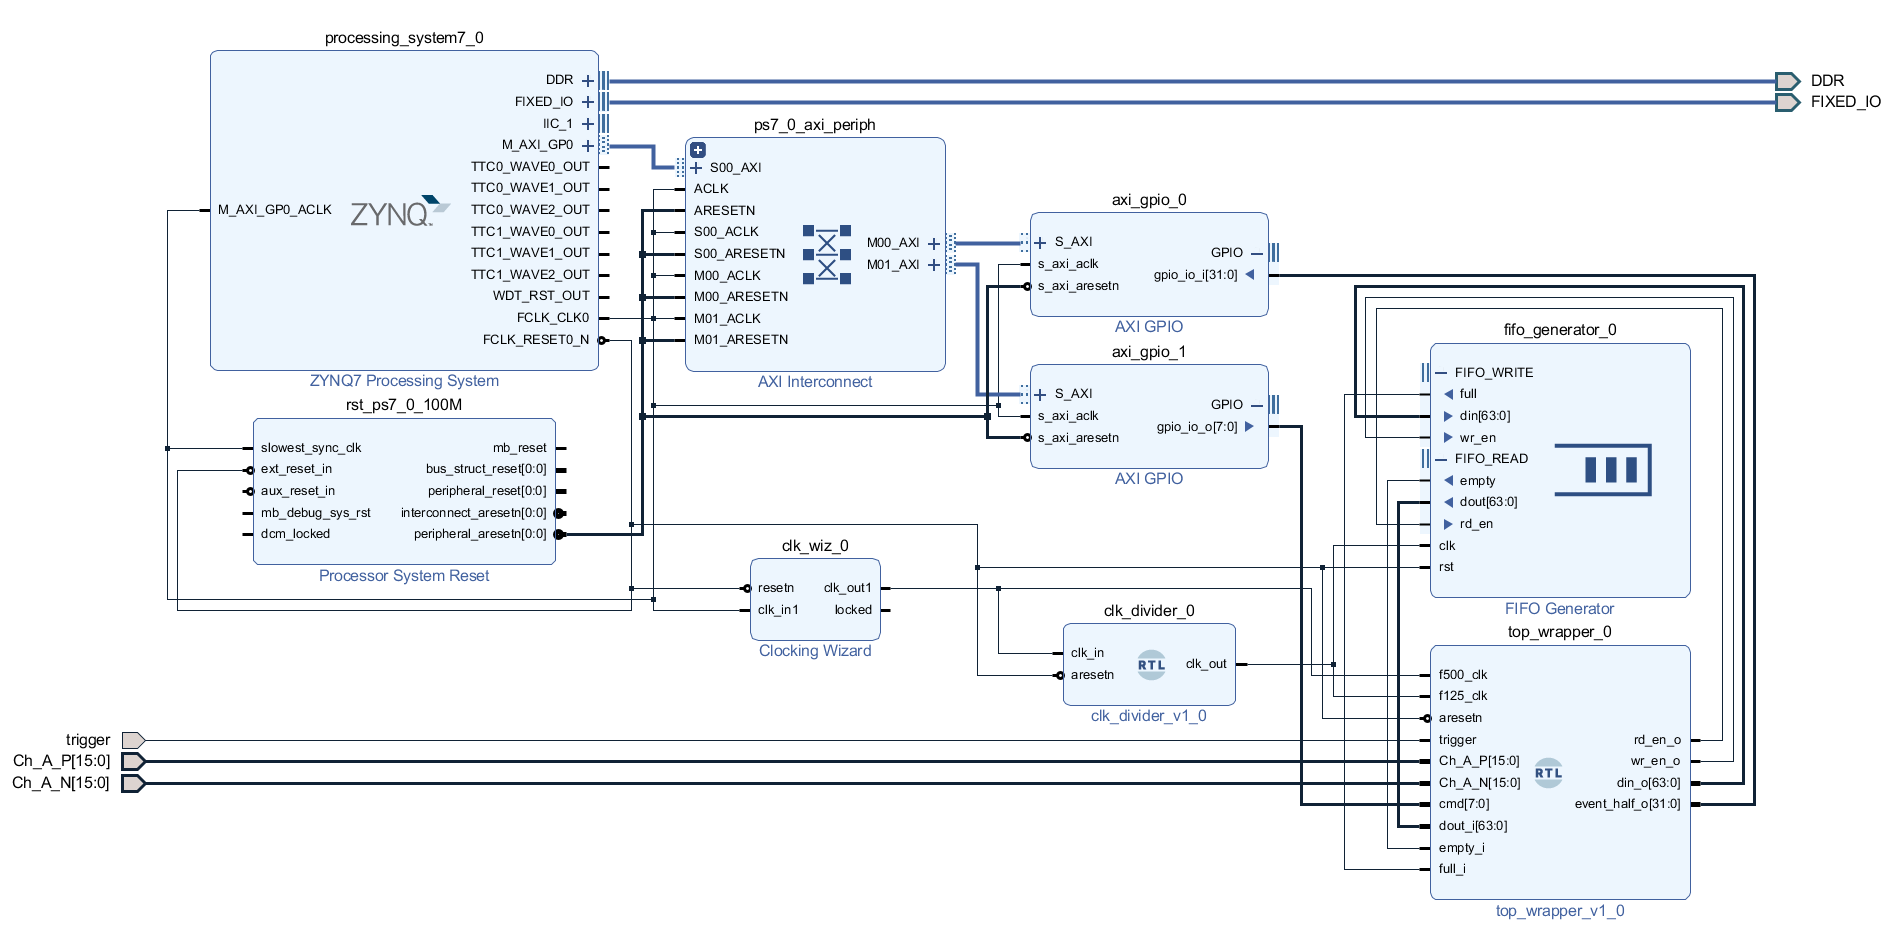 processing_system7_0
DDR
FIXED_IO
IIC_1
M_AXI_GP0
TTC0_WAVE0_OUT
TTC0_WAVE1_OUT
TTC0_WAVE2_OUT
TTC1_WAVE0_OUT
TTC1_WAVE1_OUT
TTC1_WAVE2_OUT
WDT_RST_OUT
FCLK_CLK0
FCLK_RESET0_N
M_AXI_GP0_ACLK
ZYNQ
ZYNQ7 Processing System
DDR
FIXED_IO
ps7_0_axi_periph
S00_AXI
ACLK
ARESETN
S00_ACLK
S00_ARESETN
M00_ACLK
M00_ARESETN
M01_ACLK
M01_ARESETN
M00_AXI
M01_AXI
AXI Interconnect
axi_gpio_0
S_AXI
s_axi_aclk
s_axi_aresetn
GPIO
gpio_io_i[31:0]
AXI GPIO
axi_gpio_1
S_AXI
s_axi_aclk
s_axi_aresetn
GPIO
gpio_io_o[7:0]
AXI GPIO
fifo_generator_0
FIFO_WRITE
full
din[63:0]
wr_en
FIFO_READ
empty
dout[63:0]
rd_en
clk
rst
FIFO Generator
rst_ps7_0_100M
slowest_sync_clk
ext_reset_in
aux_reset_in
mb_debug_sys_rst
dcm_locked
mb_reset
bus_struct_reset[0:0]
peripheral_reset[0:0]
interconnect_aresetn[0:0]
peripheral_aresetn[0:0]
Processor System Reset
clk_wiz_0
resetn
clk_in1
clk_out1
locked
Clocking Wizard
clk_divider_0
clk_in
aresetn
RTL
clk_out
clk_divider_v1_0
top_wrapper_0
f500_clk
f125_clk
aresetn
trigger
Ch_A_P[15:0]
Ch_A_N[15:0]
cmd[7:0]
dout_i[63:0]
empty_i
full_i
RTL
rd_en_o
wr_en_o
din_o[63:0]
event_half_o[31:0]
top_wrapper_v1_0
trigger
Ch_A_P[15:0]
Ch_A_N[15:0]